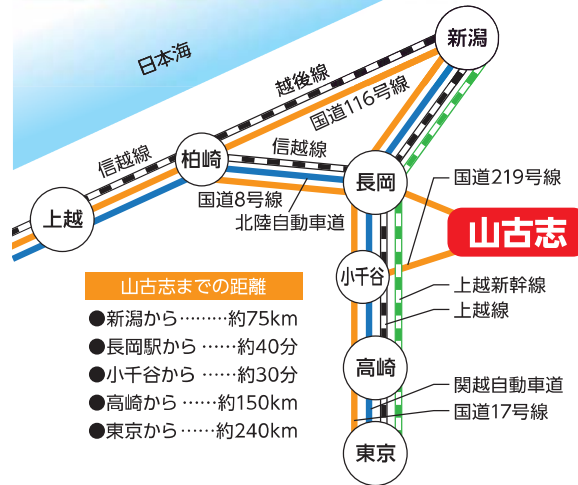 新潟
日本海
越後線
国道116号線
信越線
柏崎
信越線
長岡
国道219号線
国道8号線
北陸自動車道
上越
山古志
小千谷
上越新幹線
上越線
山古志までの距離
●新潟から………約75km
●長岡駅から……約40分
●小千谷から……約30分
●高崎から……約150km
●東京から……約240km
高崎
関越自動車道
国道17号線
東京